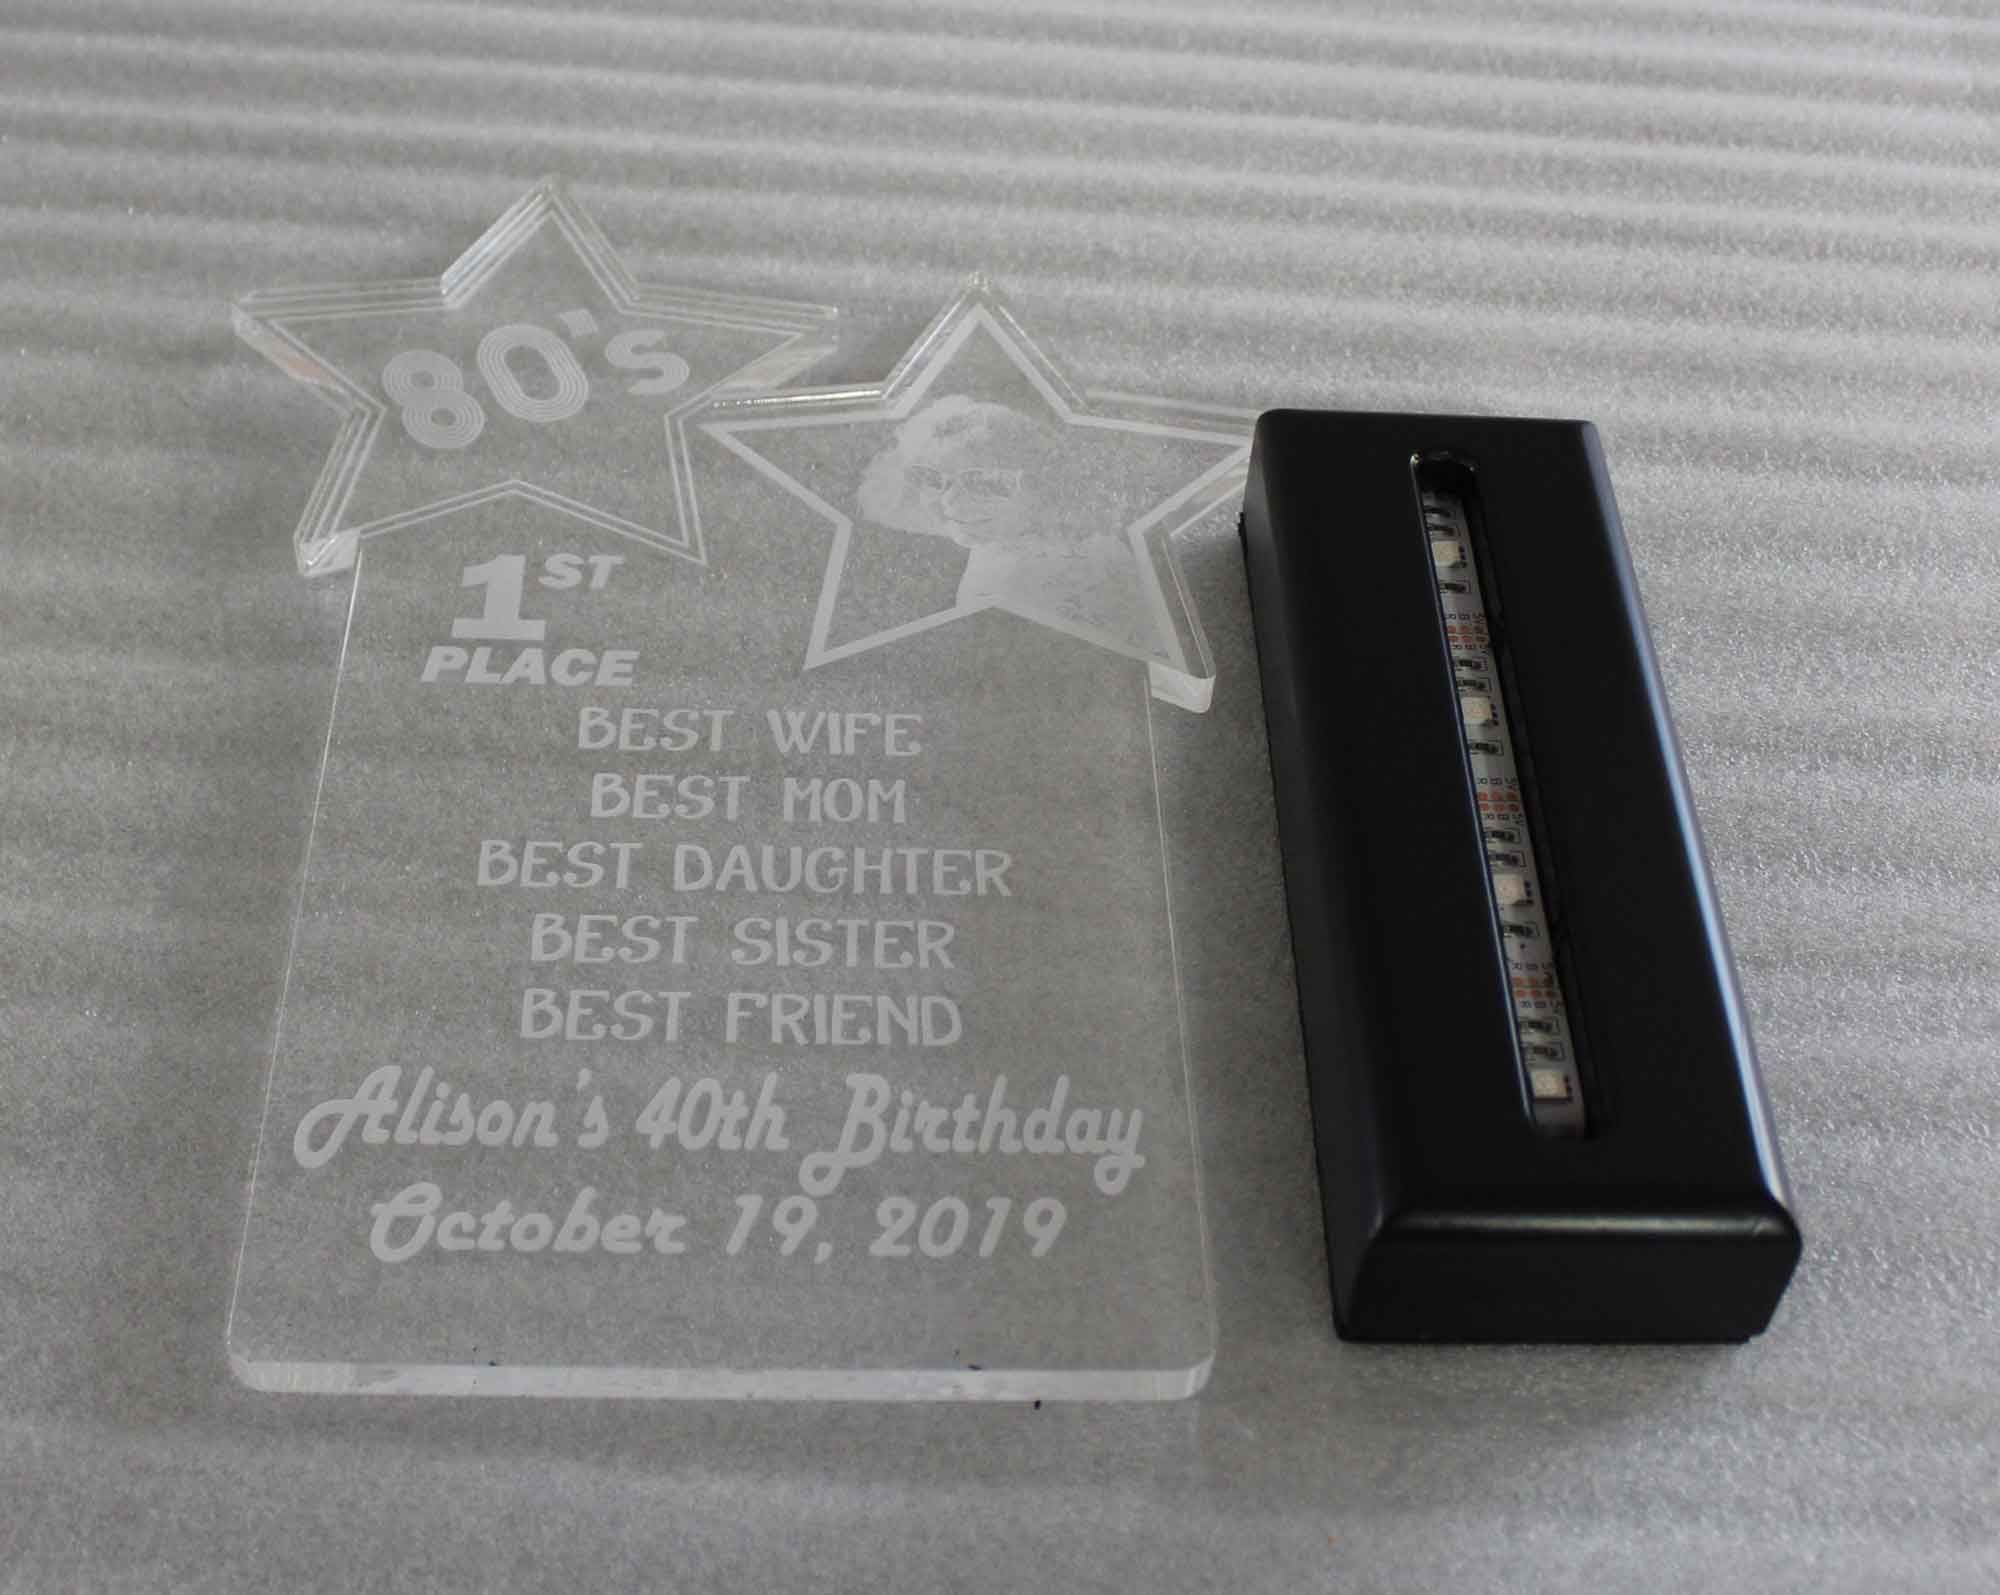 80's
1ST
PLACE
BEST WIFE
BEST MOM
BEST DAUGHTER
BEST SISTER
BEST FRIEND
Alison's 40th Birthday
October 19, 2019